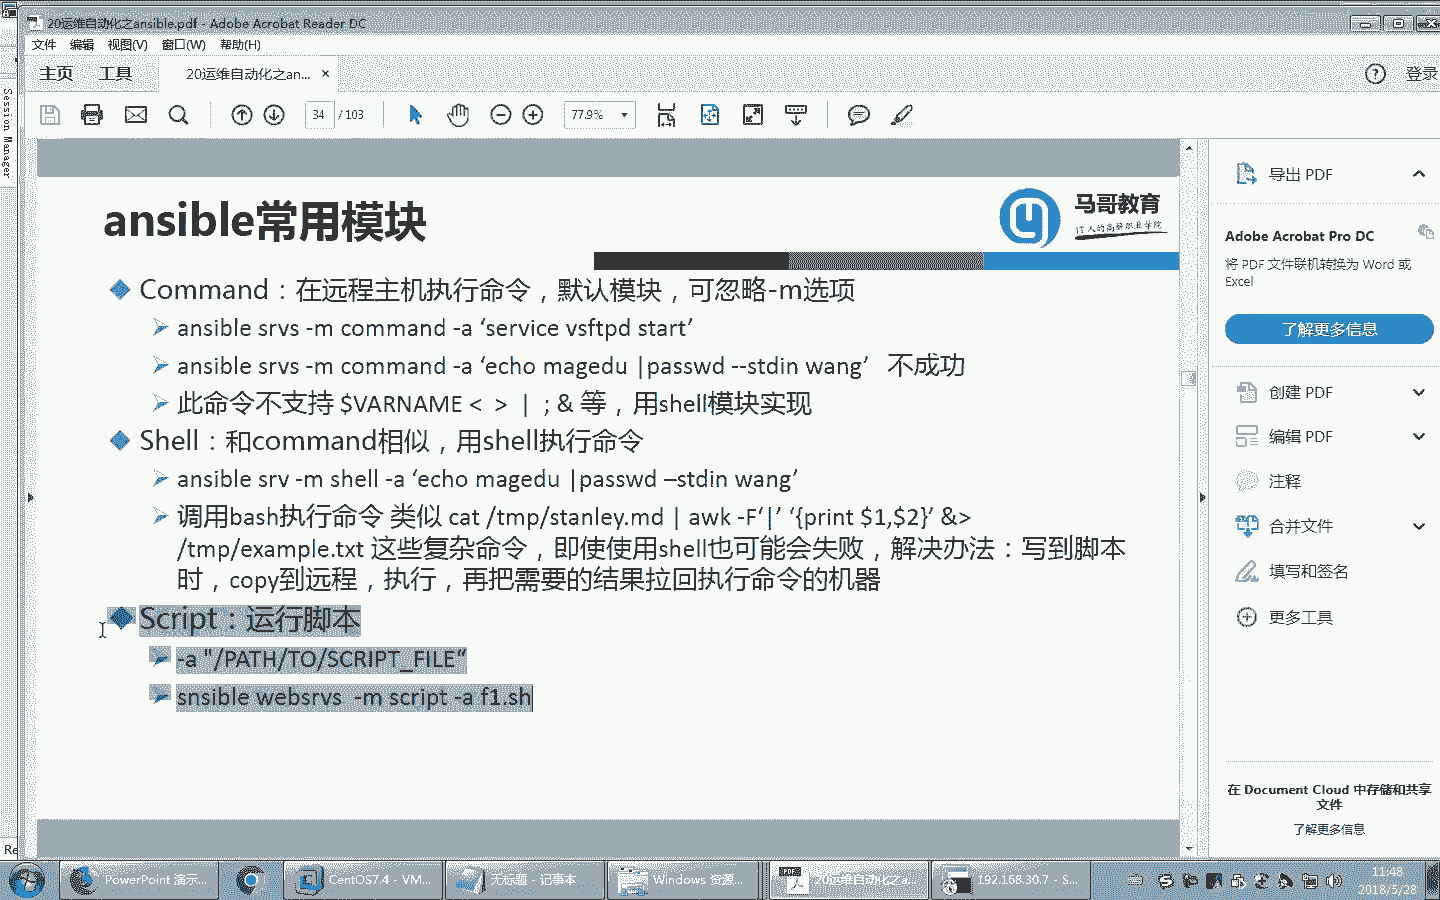 20运维自动化之ansible.pdf - Adobe Acrobat Reader DC
文件 编辑 视图(V) 窗口(W) 帮助(H)
主页 工具 20运维自动化之an... × ? 登录
34 / 103 77.9%
Session Manager
ansible常用模块
马哥教育
IT人的高薪职业学院
Command：在远程主机执行命令，默认模块，可忽略-m选项
ansible srvs -m command -a ‘service vsftpd start’
ansible srvs -m command -a ‘echo magedu |passwd --stdin wang’ 不成功
此命令不支持 $VARNAME < > | ; & 等，用shell模块实现
Shell：和command相似，用shell执行命令
ansible srv -m shell -a ‘echo magedu |passwd –stdin wang’
调用bash执行命令 类似 cat /tmp/stanley.md | awk -F‘|’ ‘{print $1,$2}’ &>
/tmp/example.txt 这些复杂命令，即使使用shell也可能会失败，解决办法：写到脚本
时，copy到远程，执行，再把需要的结果拉回执行命令的机器
Script：运行脚本
-a "/PATH/TO/SCRIPT_FILE“
snsible websrvs -m script -a f1.sh
导出 PDF
Adobe Acrobat Pro DC
将 PDF 文件联机转换为 Word 或
Excel
了解更多信息
创建 PDF
编辑 PDF
注释
合并文件
填写和签名
更多工具
在 Document Cloud 中存储和共享
文件
了解更多信息
Re
PowerPoint 演示... CentOS7.4 - VM... 无标题 - 记事本 Windows 资源... 20运维自动化之a... 192.168.30.7 - S...
11:48
2018/5/28